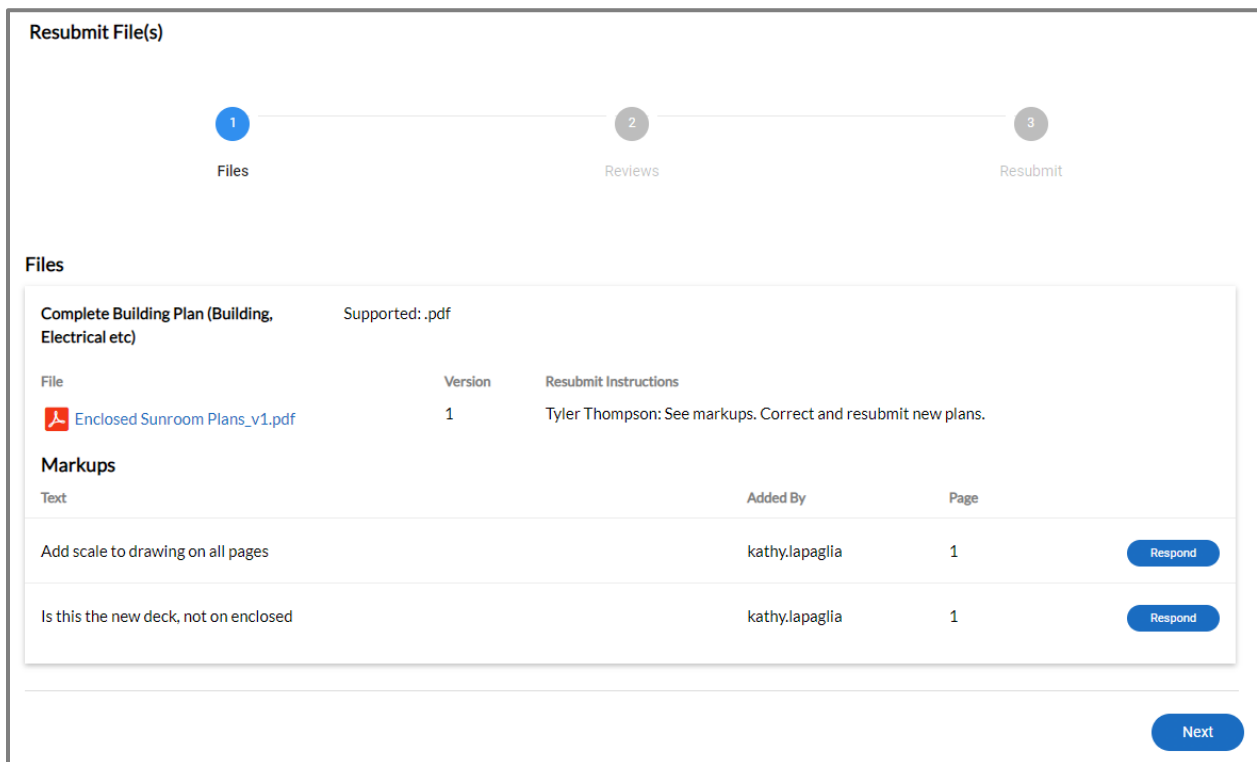 Resubmit File(s)
1
2
3
Files
Reviews
Resubmit
Files
Complete Building Plan (Building,
Electrical etc)
Supported: .pdf
File
Version
Resubmit Instructions
Enclosed Sunroom Plans_v1.pdf
1
Tyler Thompson: See markups. Correct and resubmit new plans.
Markups
Text
Added By
Page
Add scale to drawing on all pages
kathy.lapaglia
1
Respond
Is this the new deck, not on enclosed
kathy.lapaglia
1
Respond
Next